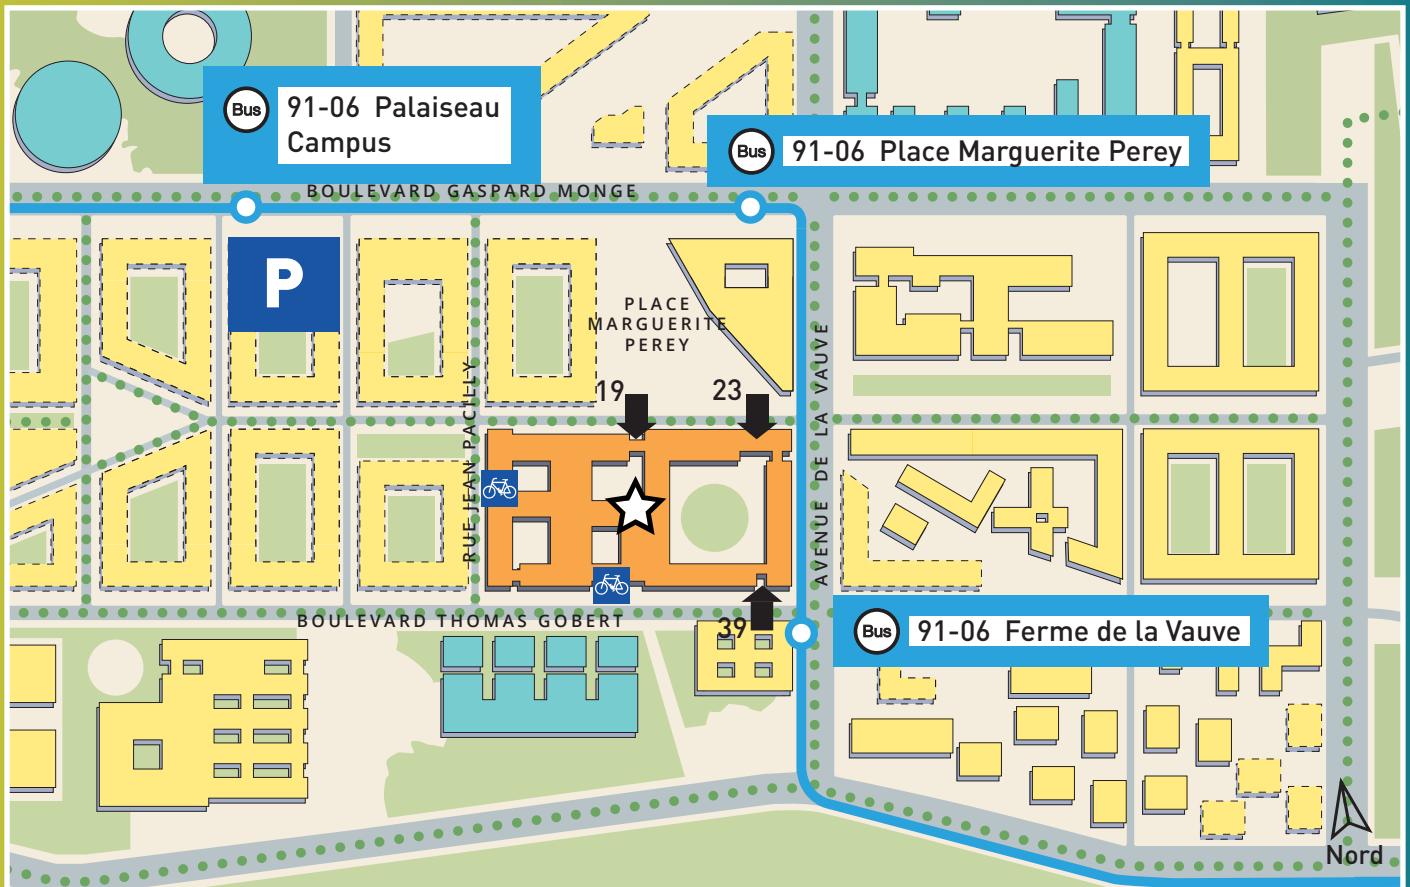 Bus
91-06 Palaiseau
Campus
Bus
91-06 Place Marguerite Perey
BOULEVARD GASPARD MONGE
P
PLACE
MARGUERITE
PEREY
19
23
RUE JEAN PACILLY
AVENUE DE LA VAUVE
39
BOULEVARD THOMAS GOBERT
Bus
91-06 Ferme de la Vauve
Nord